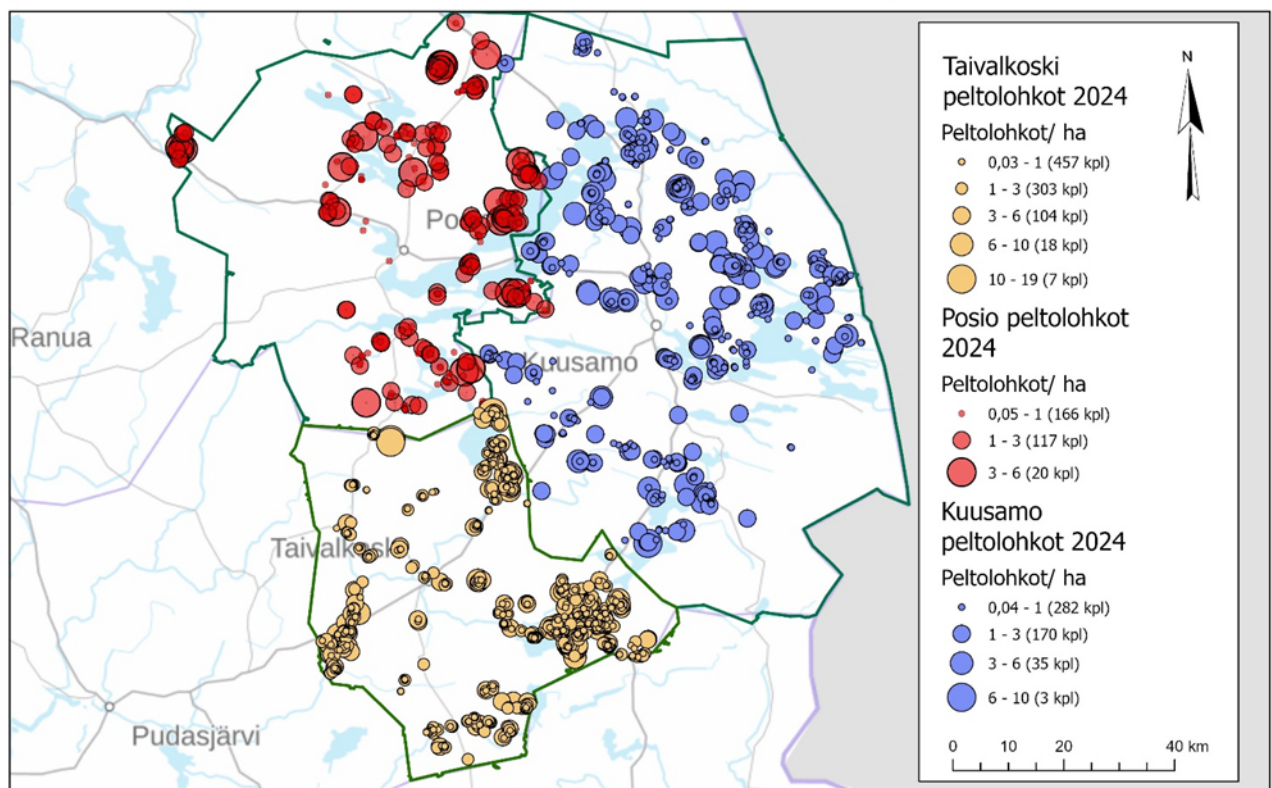 Ranua
Kuusamo
Taivalkoski
Pudasjärvi
Taivalkoski
peltolohkot 2024
Peltolohkot/ ha
0,03 - 1 (457 kpl)
1 - 3 (303 kpl)
3 - 6 (104 kpl)
6 - 10 (18 kpl)
10 - 19 (7 kpl)
Posio peltolohkot
2024
Peltolohkot/ ha
0,05 - 1 (166 kpl)
1 - 3 (117 kpl)
3 - 6 (20 kpl)
Kuusamo
peltolohkot 2024
Peltolohkot/ ha
0,04 - 1 (282 kpl)
1 - 3 (170 kpl)
3 - 6 (35 kpl)
6 - 10 (3 kpl)
N
0 10 20 40 km